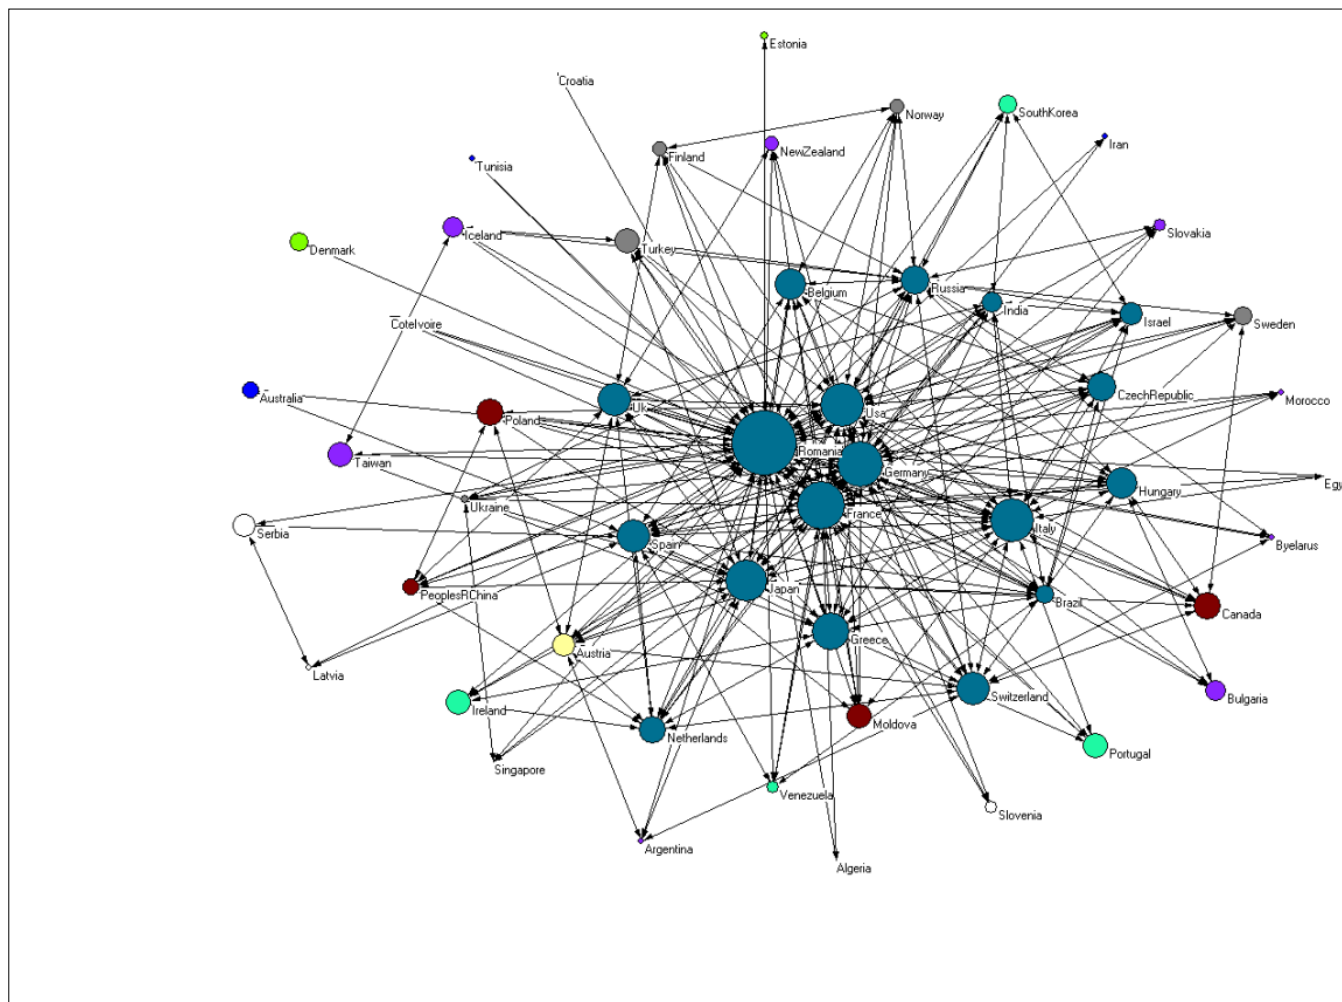 Estonia
Croatia
Norway
SouthKorea
Iran
NewZealand
Finland
Tunisia
Iceland
Slovakia
Denmark
Turkey
Belgium
Russia
India
Israel
Sweden
CoteIvoire
CzechRepublic
Australia
Morocco
Uk
Usa
Poland
Romania
Taiwan
Germany
Egy
Hungary
Ukraine
France
Italy
Serbia
Spain
Byelarus
PeoplesRChina
Japan
Brazil
Canada
Greece
Austria
Latvia
Switzerland
Bulgaria
Ireland
Moldova
Netherlands
Portugal
Singapore
Venezuela
Slovenia
Argentina
Algeria